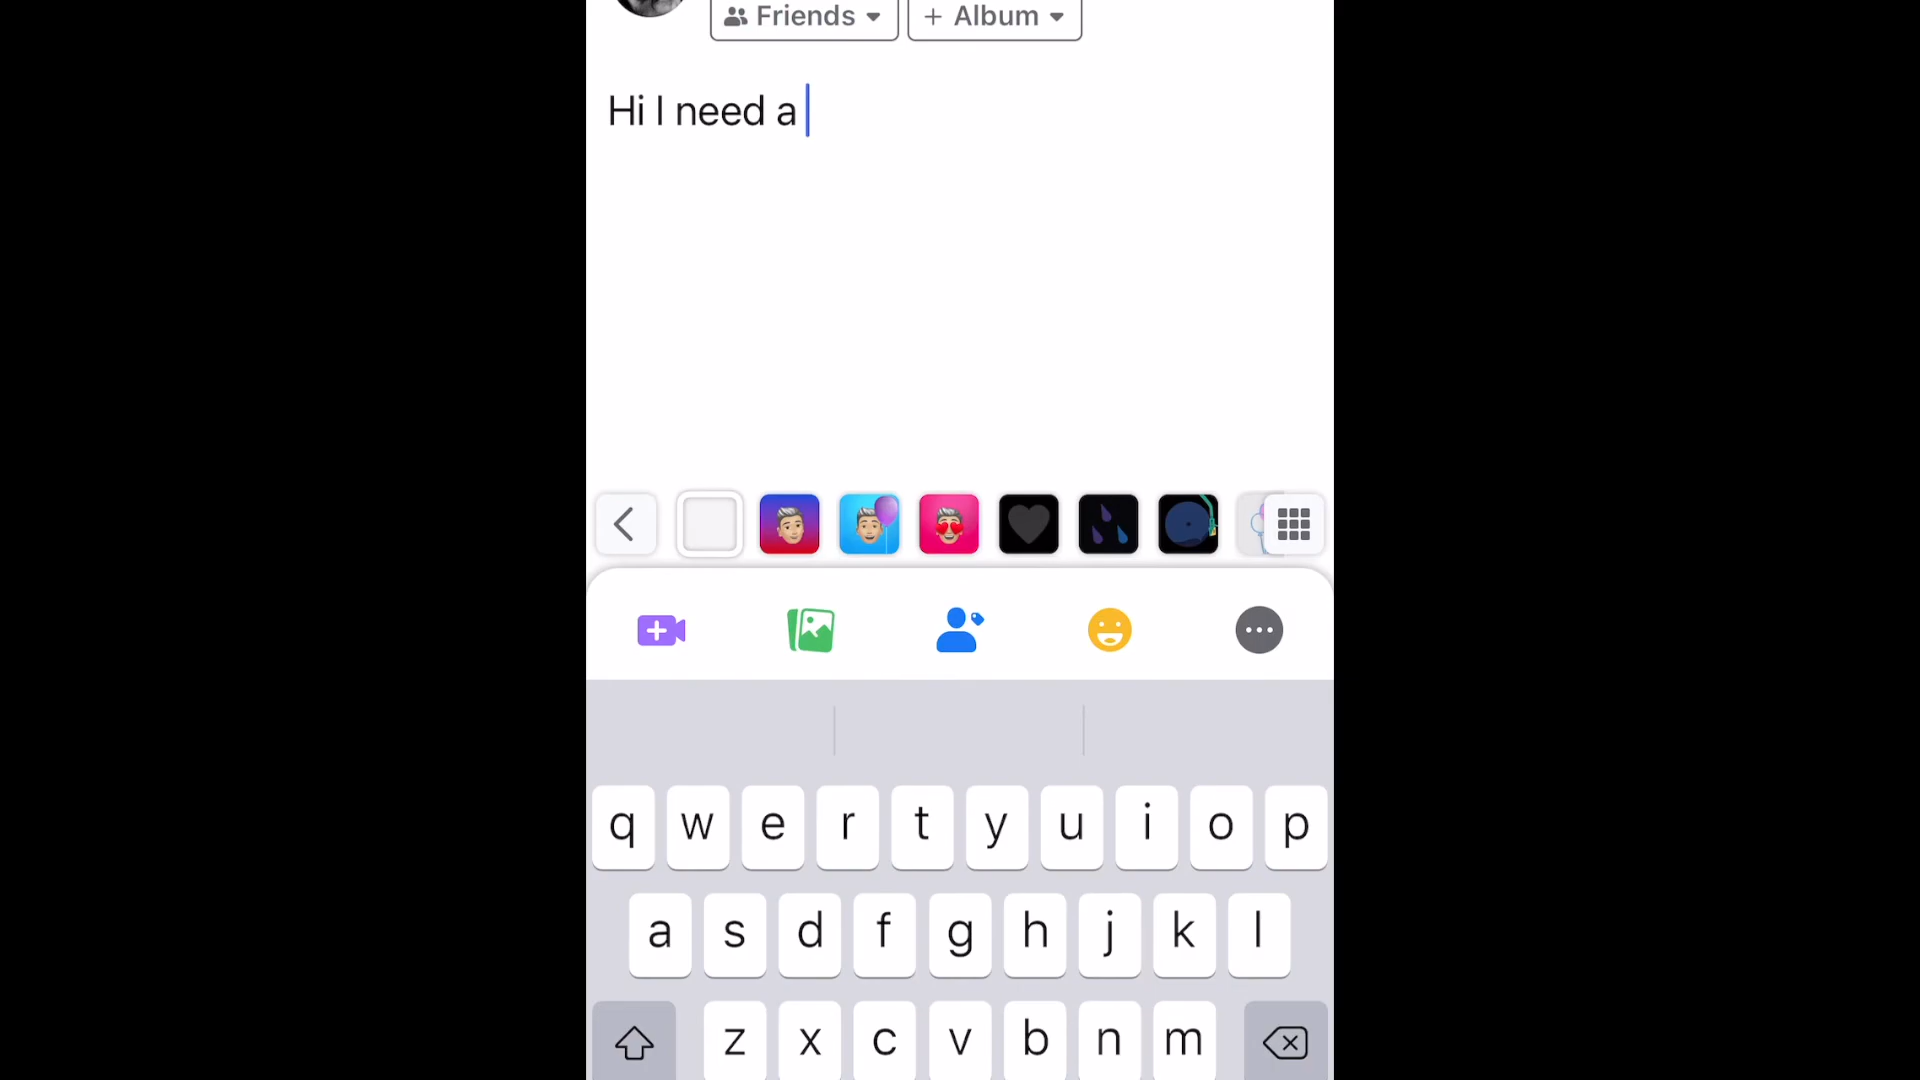 Friends + Album
Hi I need a
q w e r t y u i o p
a s d f g h j k l
z x c v b n m